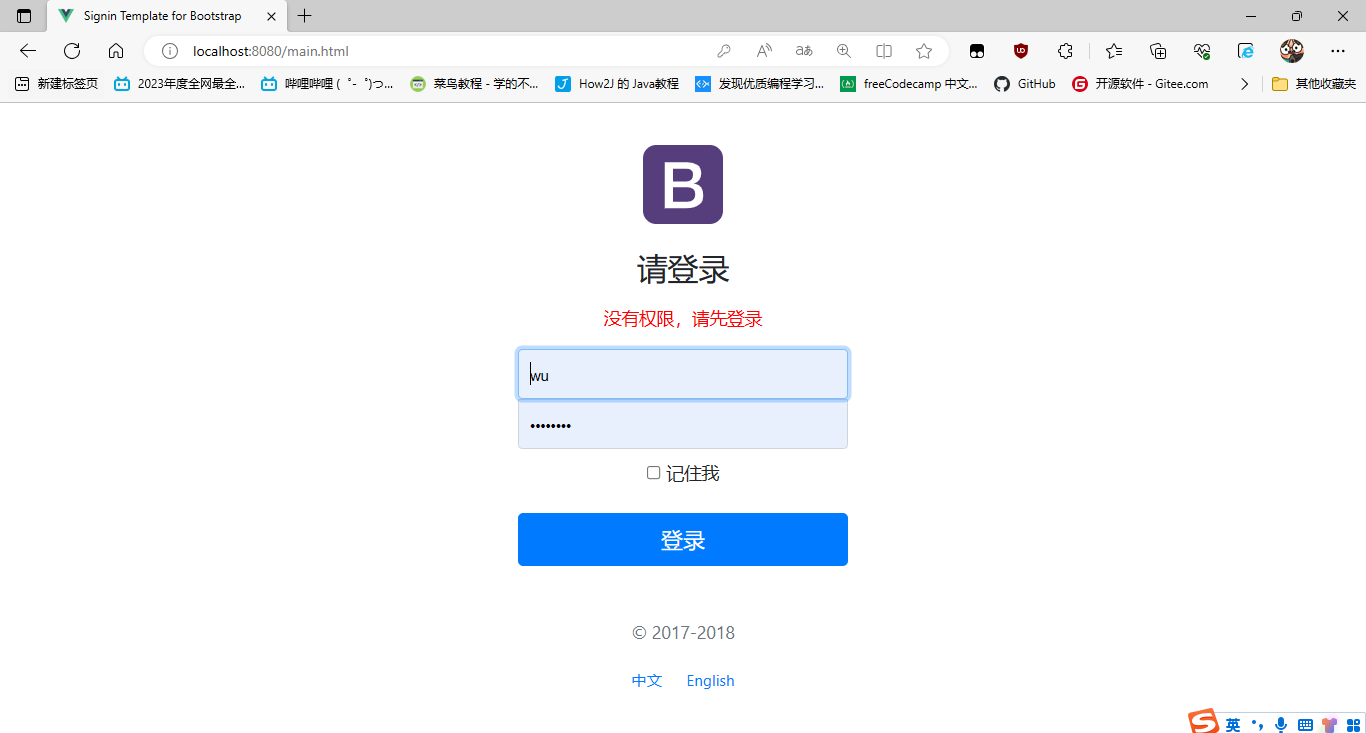 Signin Template for Bootstrap
localhost:8080/main.html
新建标签页
2023年度全网最全...
哔哩哔哩 (゜-゜)つ...
菜鸟教程 - 学的不...
How2J 的 Java教程
发现优质编程学习...
freeCodecamp 中文...
GitHub
开源软件 - Gitee.com
其他收藏夹
B
请登录
没有权限，请先登录
wu
••••••••
记住我
登录
© 2017-2018
中文 English
英